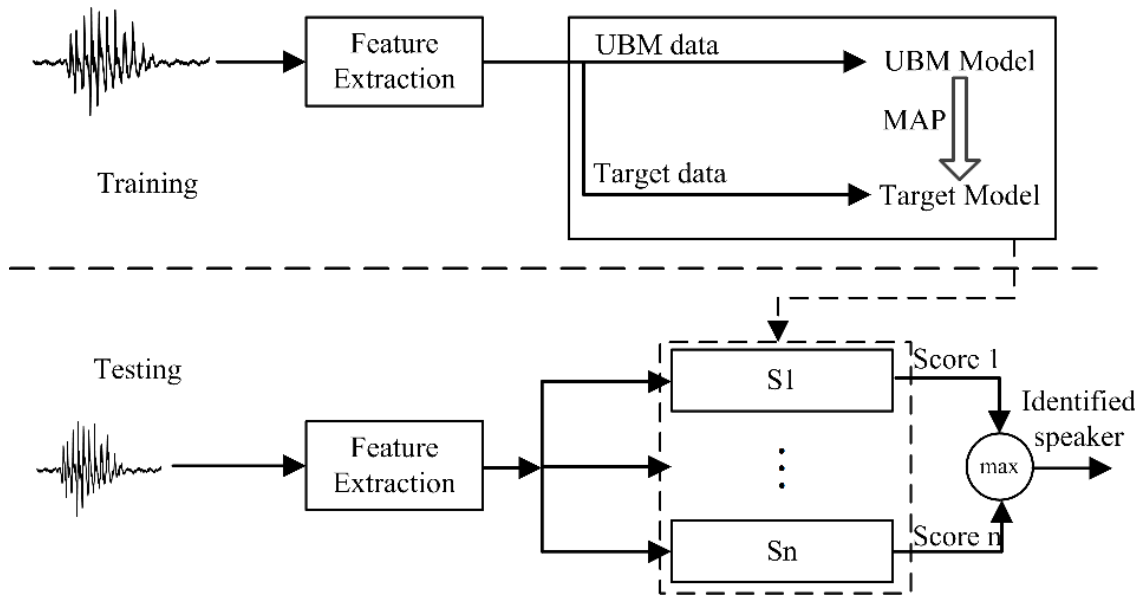 Feature
Extraction
UBM data
UBM Model
MAP
Training
Target data
Target Model
Testing
S1
Score 1
Identified
speaker
Feature
Extraction
max
Sn
Score n